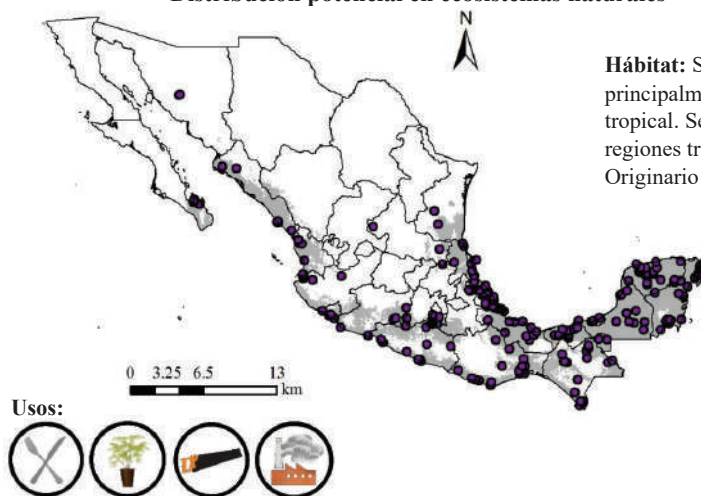 Distribución potencial en ecosistemas naturales
N
Hábitat: S
principalm
tropical. Se
regiones tr
Originario
0 3.25 6.5 13
km
Usos: